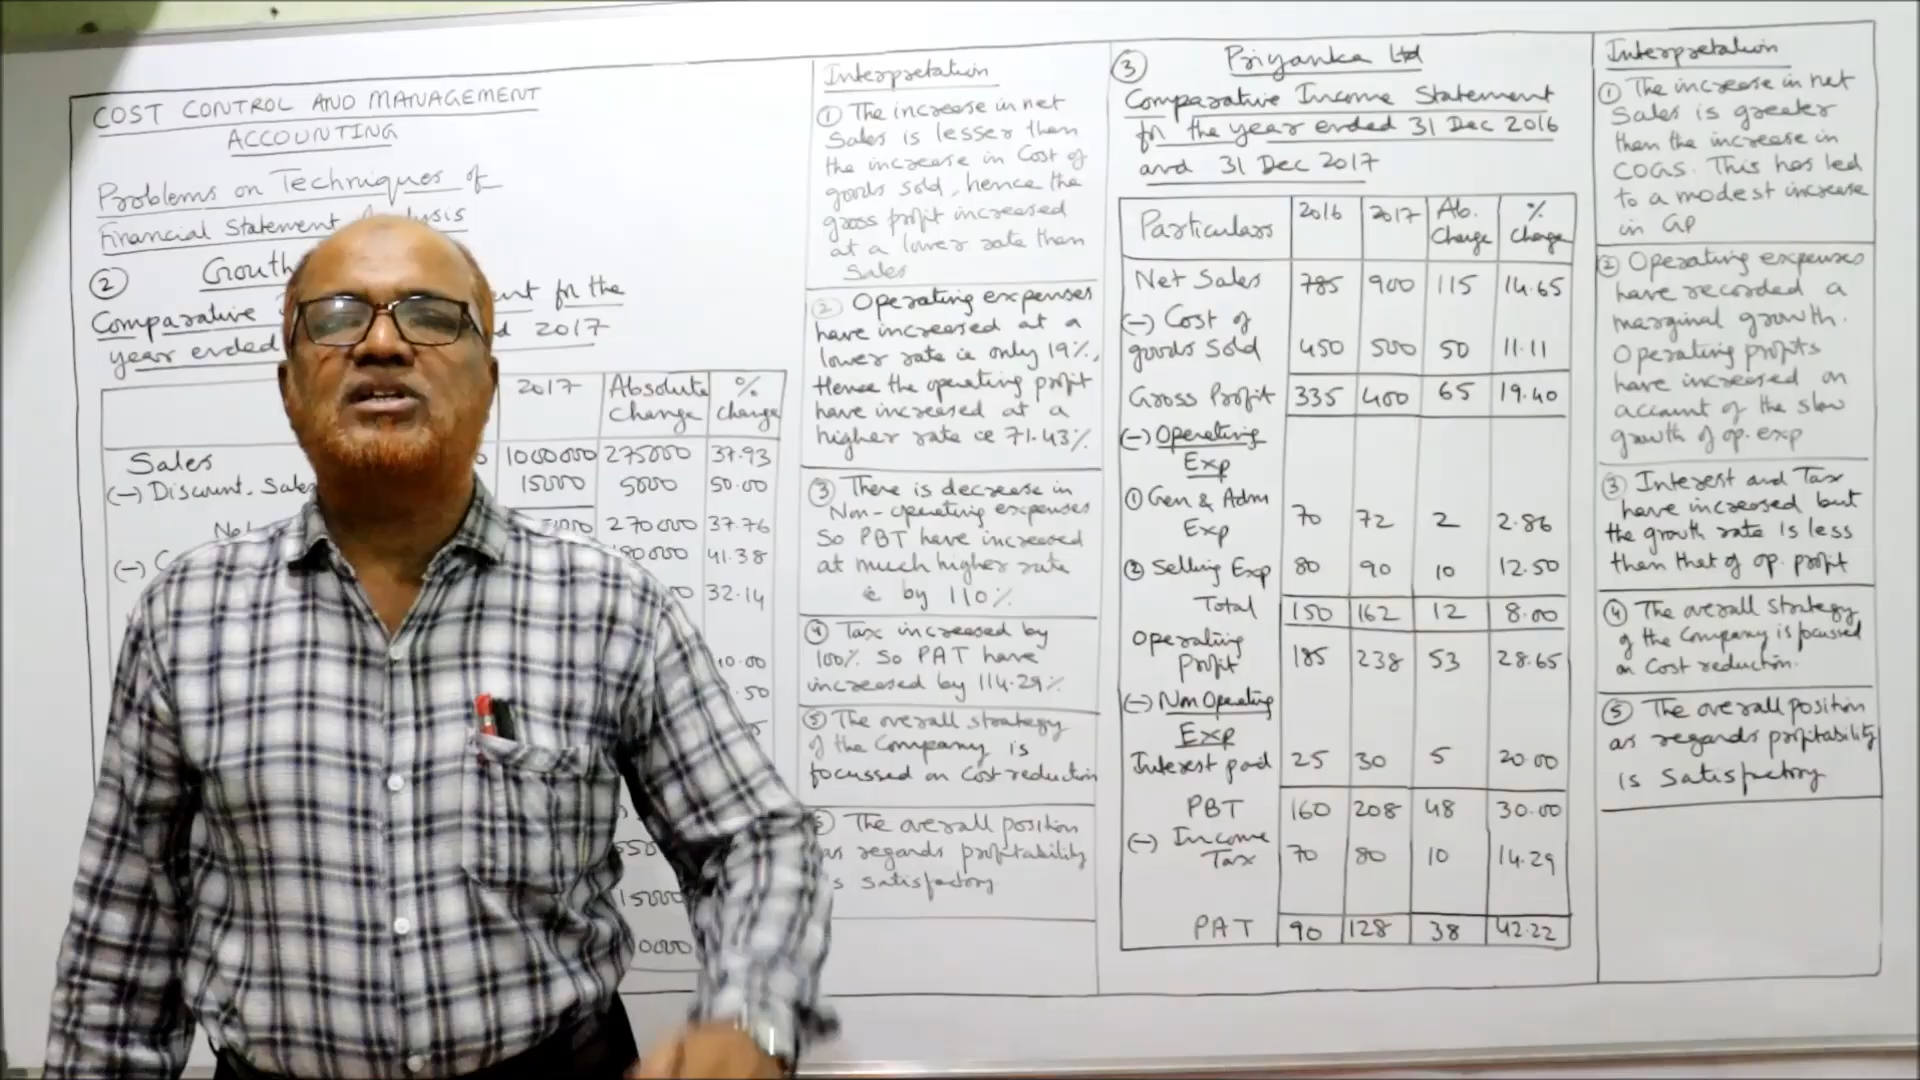 COST CONTROL AND MANAGEMENT
ACCOUNTING
Problems on Techniques of
Financial Statement Analysis
② Growth
Comparative
year ended
for the
2017
2017 Absolute Change % change
Sales 1000000 275000 37.93
(-) Discount. Sales 15000 5000 50.00
270000 37.76
(-) 41.38
32.14
Interpretation
① The increase in net
Sales is lesser than
the increase in Cost of
goods sold, hence the
gross profit increased
at a lower rate than
Sales
② Operating expenses
have increased at a
lower rate ie only 19%,
Hence the operating profit
have increased at a
higher rate ie 71.43%
③ There is decrease in
Non-operating expenses
So PBT have increased
at much higher rate
ie by 110%
④ Tax increased by
100% So PAT have
increased by 114.29%
⑤ The overall strategy
of the Company is
focussed on Cost reduction
The overall position
as regards profitability
is satisfactory
③ Priyanka Ltd
Comparative Income Statement
for the year ended 31 Dec 2016
and 31 Dec 2017
Particulars 2016 2017 Ab. Change % Change
Net Sales 785 900 115 14.65
(-) Cost of
goods Sold 450 500 50 11.11
Gross Profit 335 400 65 19.40
(-) Operating
Exp
① Gen & Adm
Exp 70 72 2 2.86
② Selling Exp 80 90 10 12.50
Total 150 162 12 8.00
Operating
Profit 185 238 53 28.65
(-) Non Operating
Exp
Interest paid 25 30 5 20.00
PBT 160 208 48 30.00
(-) Income
Tax 70 80 10 14.29
PAT 90 128 38 42.22
Interpretation
① The increase in net
Sales is greater
than the increase in
COGS. This has led
to a modest increase
in GP
② Operating expenses
have recorded a
marginal growth.
Operating profits
have increased on
account of the slow
growth of op. exp
③ Interest and Tax
have increased but
the growth rate is less
than that of op. profit
④ The overall strategy
of the Company is focussed
on Cost reduction.
⑤ The overall position
as regards profitability
is Satisfactory